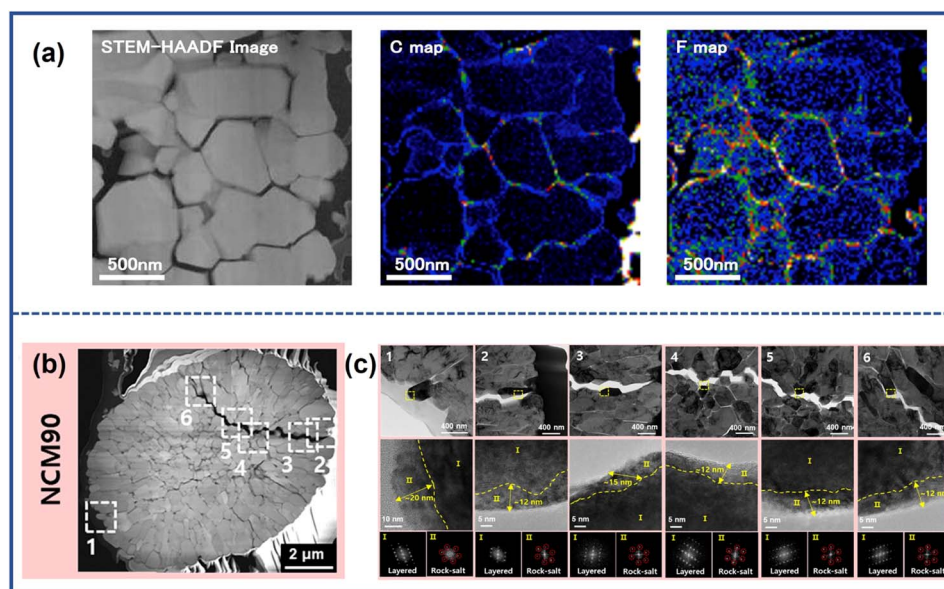 (a)
STEM-HAADF Image
C map
F map
500nm
500nm
500nm
(b)
(c)
NCM90
1
2
3
4
5
6
2 μm
1
2
3
4
5
6
400 nm
400 nm
400 nm
400 nm
400 nm
400 nm
I
II
~20 nm
10 nm
I
II
~12 nm
5 nm
II
~15 nm
I
5 nm
II
~12 nm
I
5 nm
I
II
~12 nm
5 nm
I
II
~12 nm
5 nm
I
II
Layered
Rock-salt
I
II
Layered
Rock-salt
I
II
Layered
Rock-salt
I
II
Layered
Rock-salt
I
II
Layered
Rock-salt
I
II
Layered
Rock-salt